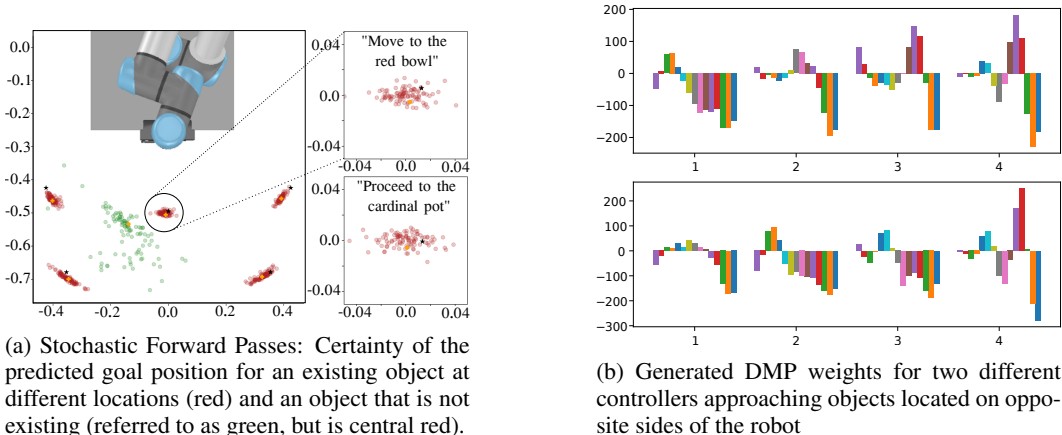 0.0
-0.1
-0.2
-0.3
-0.4
-0.5
-0.6
-0.7
-0.4 -0.2 0.0 0.2 0.4
0.04
0.0
-0.04
"Move to the
red bowl"
-0.04 0.0 0.04
0.04
0.0
-0.04
"Proceed to the
cardinal pot"
-0.04 0.0 0.04
(a) Stochastic Forward Passes: Certainty of the
predicted goal position for an existing object at
different locations (red) and an object that is not
existing (referred to as green, but is central red).
200
100
0
−100
−200
1 2 3 4
200
100
0
−100
−200
−300
1 2 3 4
(b) Generated DMP weights for two different
controllers approaching objects located on oppo-
site sides of the robot